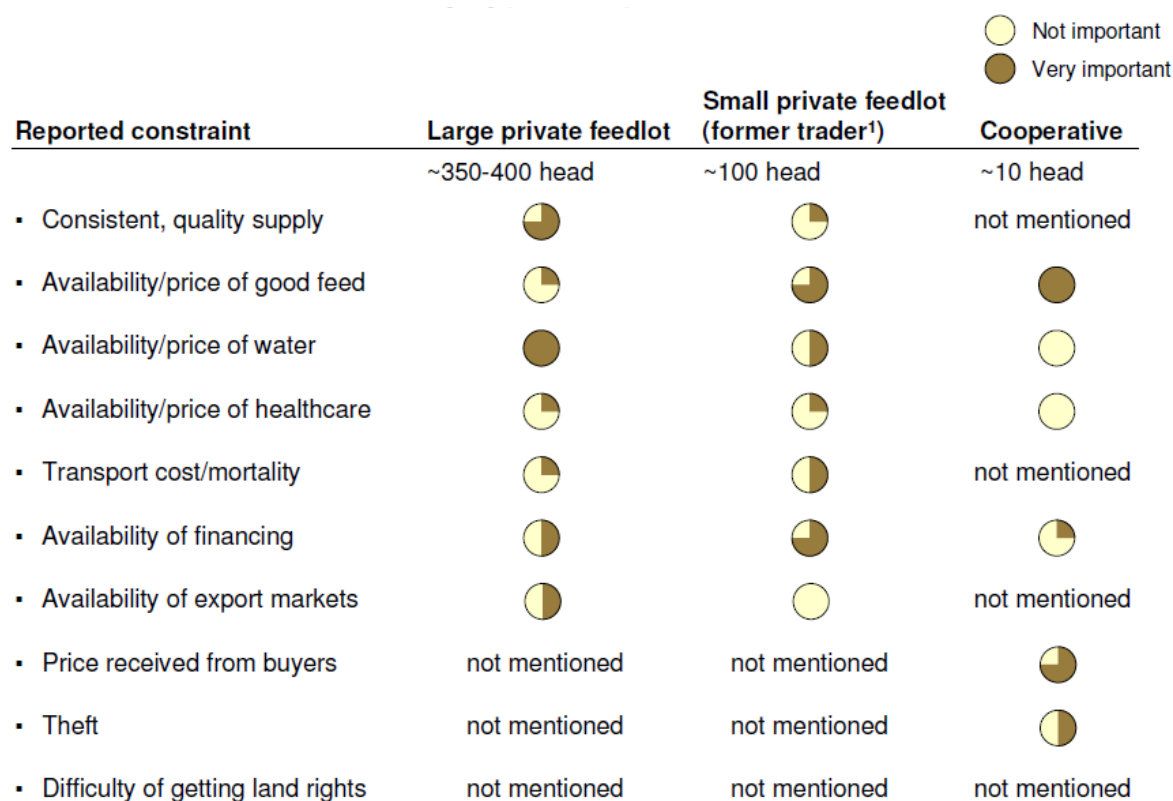 Not important
Very important
Reported constraint Large private feedlot Small private feedlot (former trader¹) Cooperative
~350-400 head ~100 head ~10 head
▪ Consistent, quality supply not mentioned
▪ Availability/price of good feed
▪ Availability/price of water
▪ Availability/price of healthcare
▪ Transport cost/mortality not mentioned
▪ Availability of financing
▪ Availability of export markets not mentioned
▪ Price received from buyers not mentioned not mentioned
▪ Theft not mentioned not mentioned
▪ Difficulty of getting land rights not mentioned not mentioned not mentioned